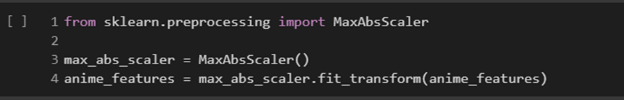 [ ] 1 from sklearn.preprocessing import MaxAbsScaler
2
3 max_abs_scaler = MaxAbsScaler()
4 anime_features = max_abs_scaler.fit_transform(anime_features)